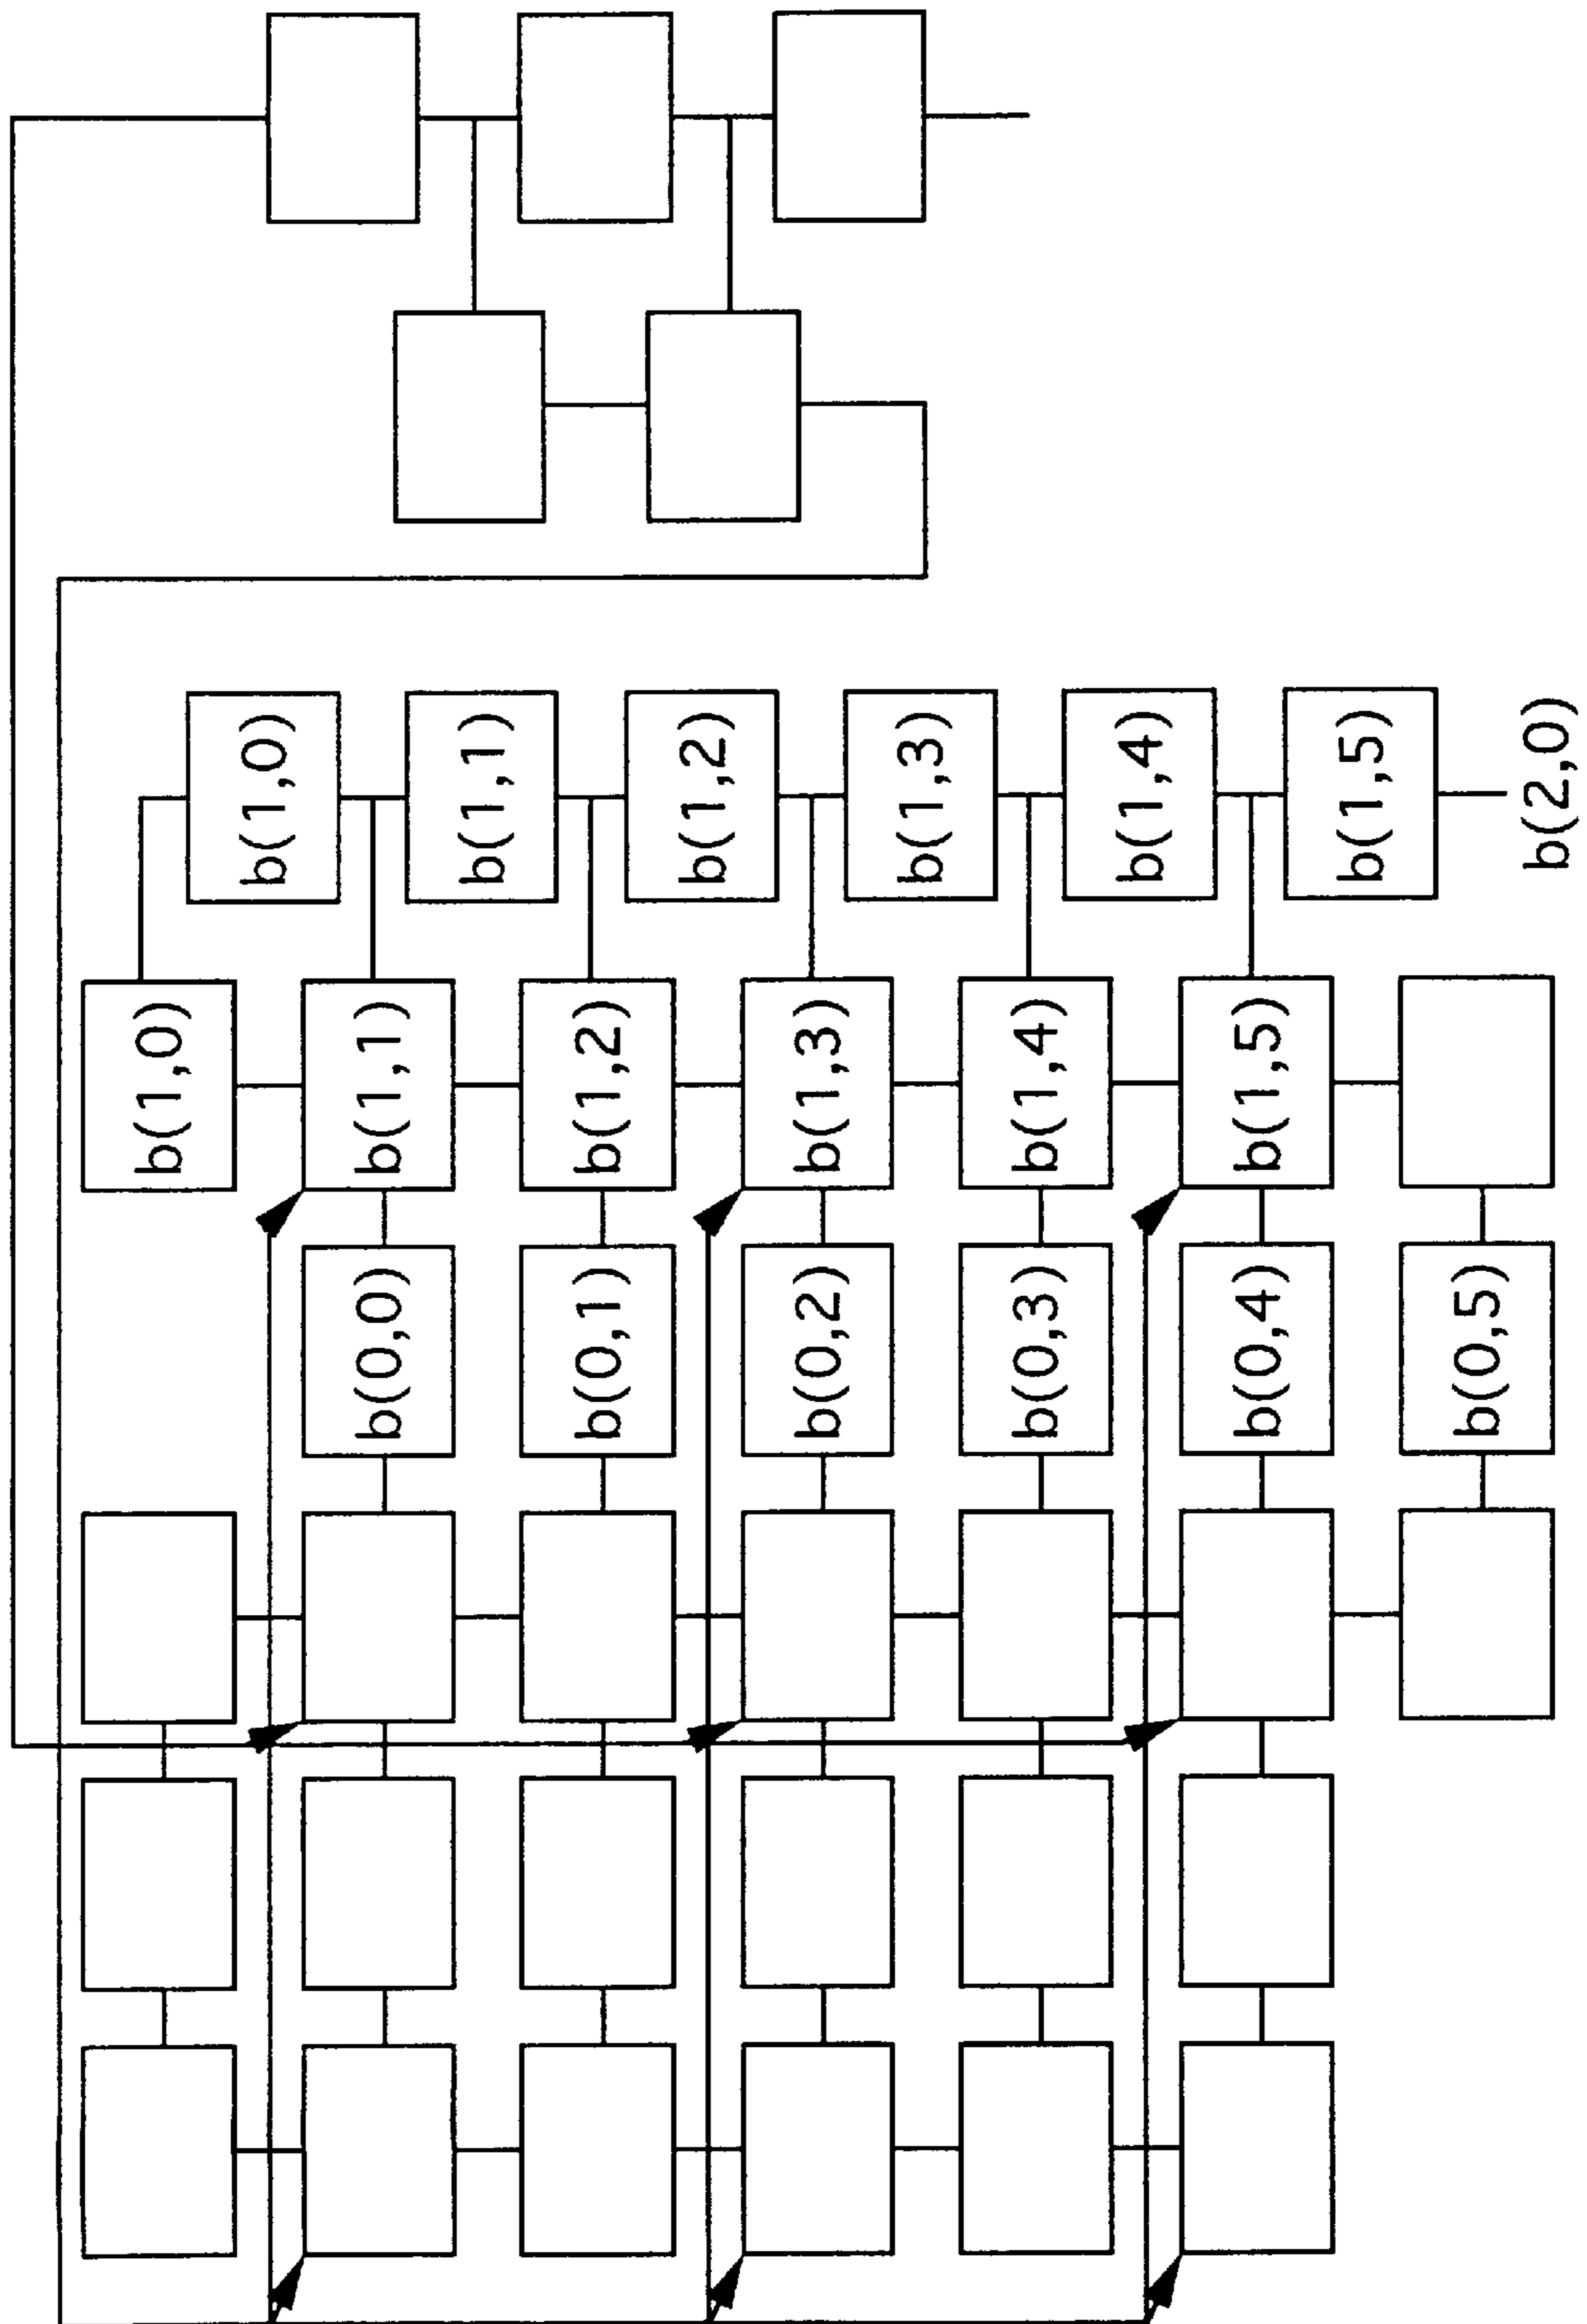 b(1,0)
b(1,0)
b(0,0)
b(1,1)
b(1,1)
b(0,1)
b(1,2)
b(1,2)
b(0,2)
b(1,3)
b(1,3)
b(0,3)
b(1,4)
b(1,4)
b(0,4)
b(1,5)
b(1,5)
b(0,5)
b(2,0)